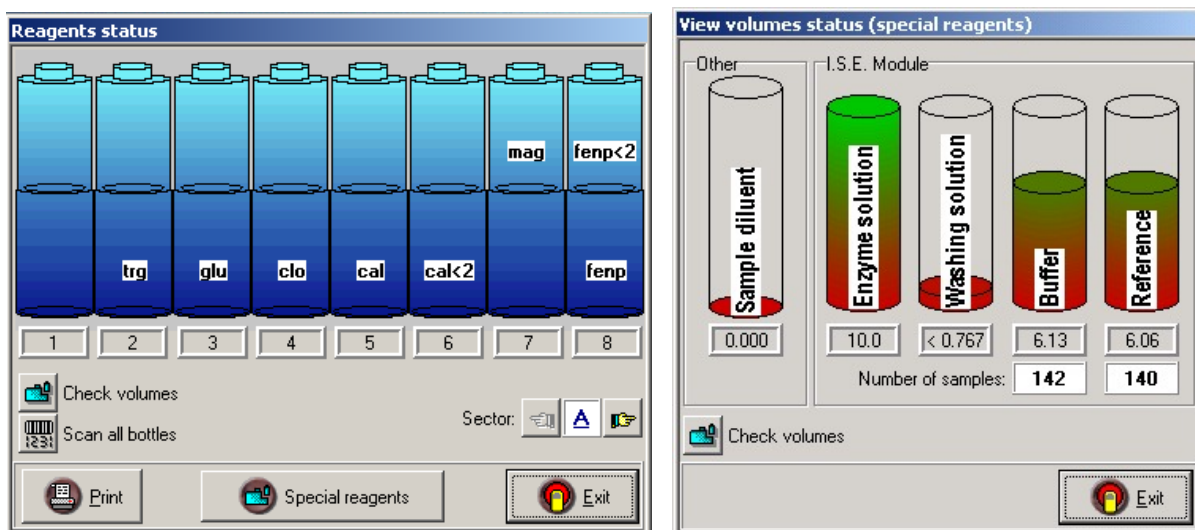 Reagents status
mag fenp<2
trg glu clo cal cal<2 fenp
1 2 3 4 5 6 7 8
Check volumes
Scan all bottles
1231
Sector: A
Print Special reagents Exit
View volumes status (special reagents)
Other I.S.E. Module
Sample diluent Enzyme solution Washing solution Buffer Reference
0.000 10.0 < 0.767 6.13 6.06
Number of samples: 142 140
Check volumes
Exit